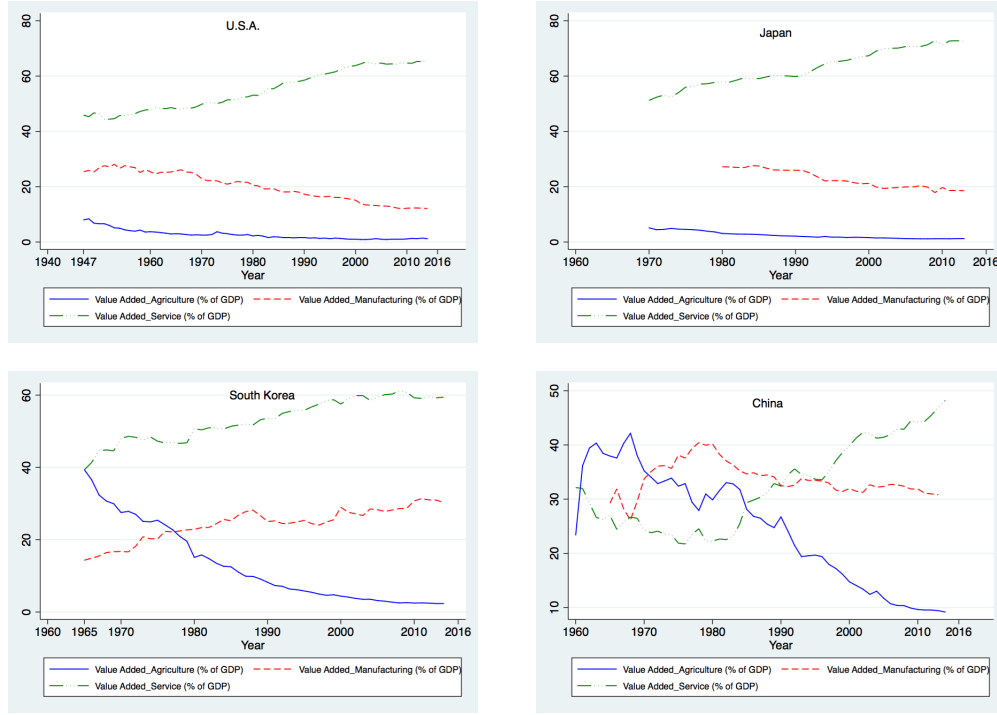 U.S.A.
80
60
40
20
0
1940 1947 1960 1970 1980 1990 2000 2010 2016
Year
Value Added_Agriculture (% of GDP) Value Added_Manufacturing (% of GDP)
Value Added_Service (% of GDP)
Japan
80
60
40
20
0
1960 1970 1980 1990 2000 2010 2016
Year
Value Added_Agriculture (% of GDP) Value Added_Manufacturing (% of GDP)
Value Added_Service (% of GDP)
South Korea
60
40
20
0
1960 1965 1970 1980 1990 2000 2010 2016
Year
Value Added_Agriculture (% of GDP) Value Added_Manufacturing (% of GDP)
Value Added_Service (% of GDP)
China
50
40
30
20
10
1960 1970 1980 1990 2000 2010 2016
Year
Value Added_Agriculture (% of GDP) Value Added_Manufacturing (% of GDP)
Value Added_Service (% of GDP)